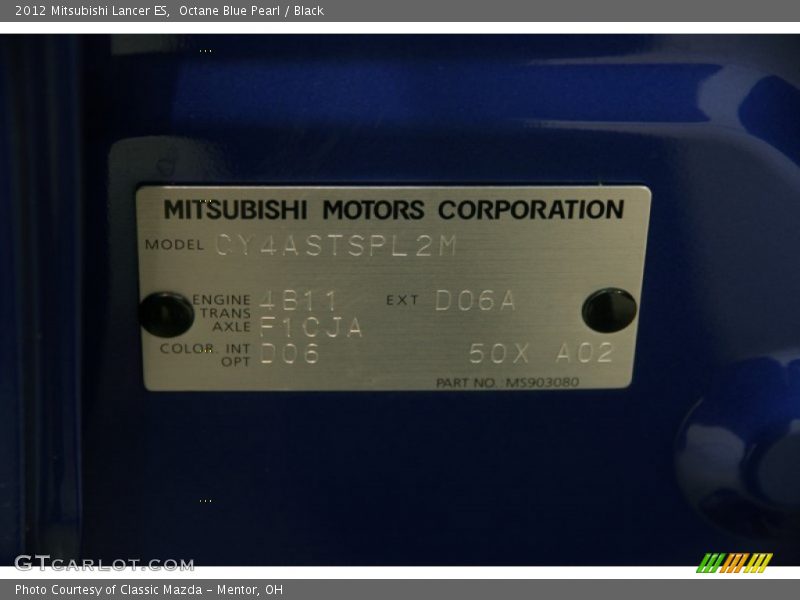 2012 Mitsubishi Lancer ES,  Octane Blue Pearl / Black
MITSUBISHI MOTORS CORPORATION
MODEL CY4ASTSPL2M
ENGINE 4B11 EXT D06A
TRANS
AXLE F1CJA
COLOR. INT
OPT D06 50X A02
PART NO.: MS903080
GTCARLOT.COM
Photo Courtesy of Classic Mazda – Mentor, OH